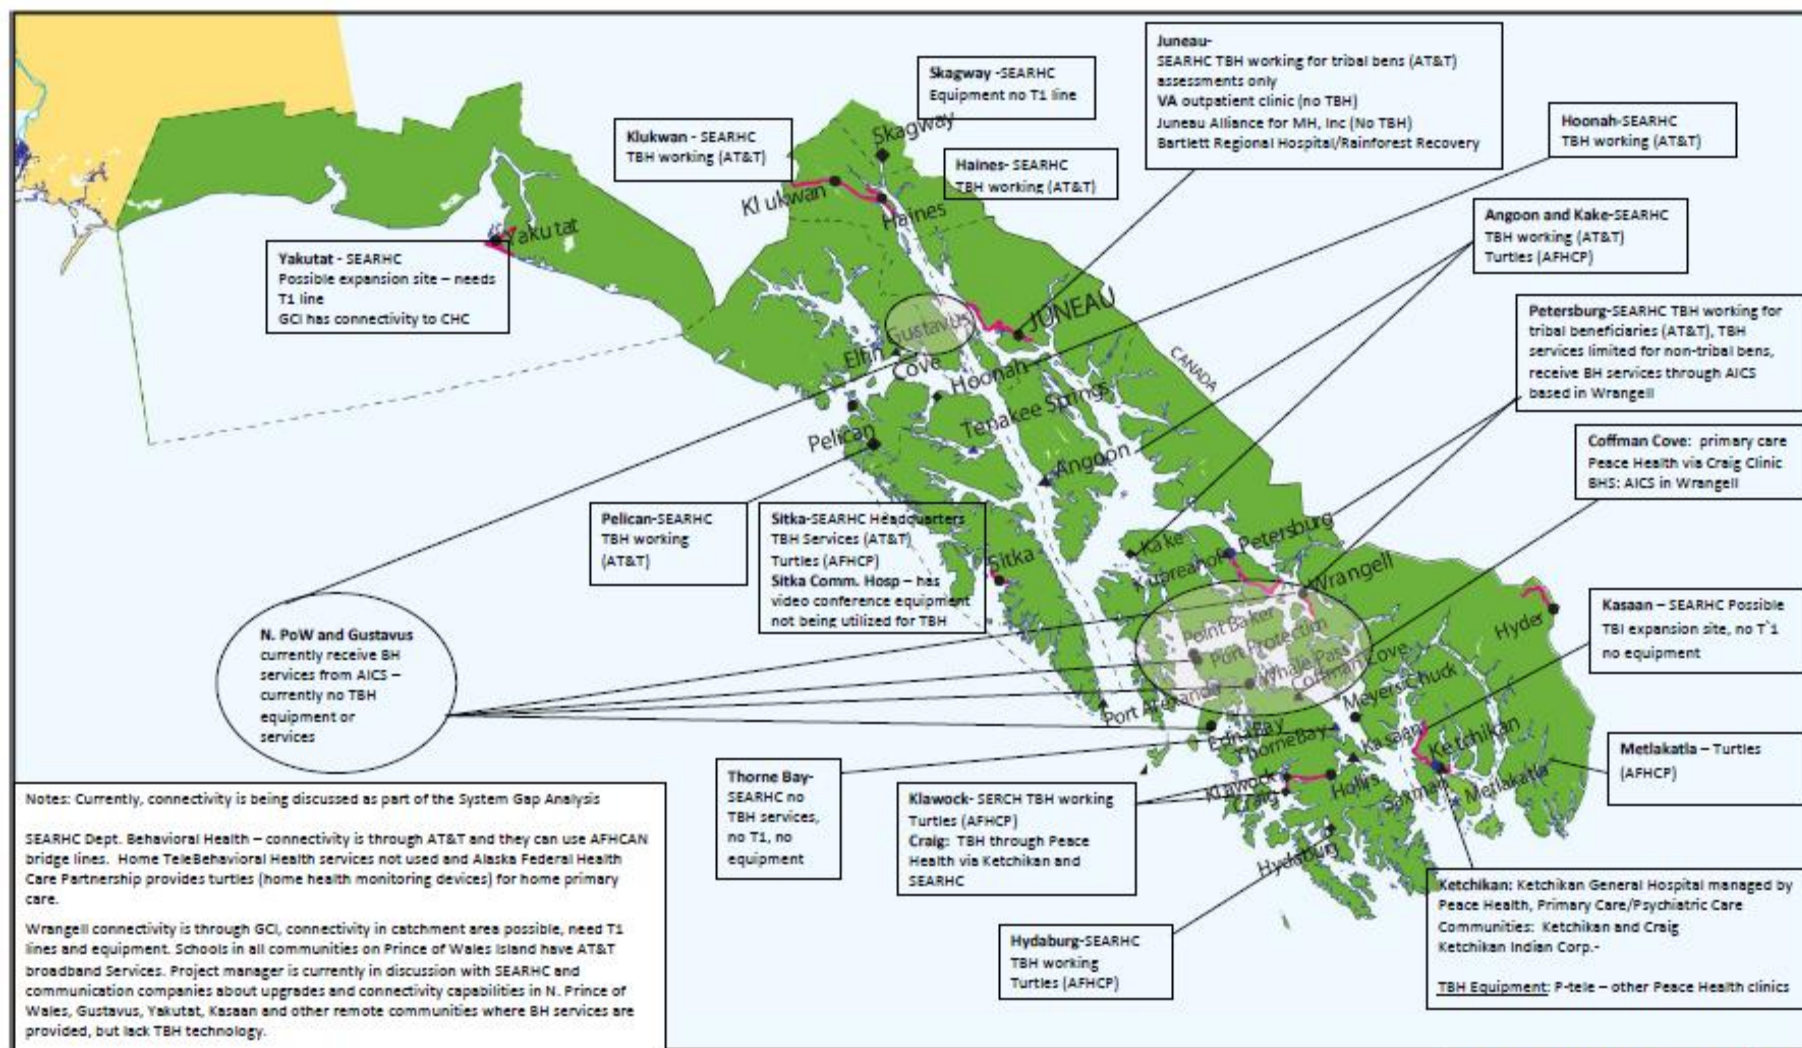 Skagway -SEARHC
Equipment no T1 line
Juneau-
SEARHC TBH working for tribal bens (AT&T)
assessments only
VA outpatient clinic (no TBH)
Juneau Alliance for MH, Inc (No TBH)
Bartlett Regional Hospital/Rainforest Recovery
Klukwan - SEARHC
TBH working (AT&T)
Haines- SEARHC
TBH working (AT&T)
Hoonah-SEARHC
TBH working (AT&T)
Angoon and Kake-SEARHC
TBH working (AT&T)
Turtles (AFHCP)
Yakutat - SEARHC
Possible expansion site – needs
T1 line
GCI has connectivity to CHC
Petersburg-SEARHC TBH working for
tribal beneficiaries (AT&T), TBH
services limited for non-tribal bens,
receive BH services through AICS
based in Wrangell
Coffman Cove: primary care
Peace Health via Craig Clinic
BHS: AICS in Wrangell
Pelican-SEARHC
TBH working
(AT&T)
Sitka-SEARHC Headquarters
TBH Services (AT&T)
Turtles (AFHCP)
Sitka Comm. Hosp – has
video conference equipment
not being utilized for TBH
Kasaan – SEARHC Possible
TBI expansion site, no T`1
no equipment
N. PoW and Gustavus
currently receive BH
services from AICS –
currently no TBH
equipment or
services
Metlakatla – Turtles
(AFHCP)
Thorne Bay-
SEARHC no
TBH services,
no T1, no
equipment
Klawock- SERCH TBH working
Turtles (AFHCP)
Craig: TBH through Peace
Health via Ketchikan and
SEARHC
Hydaburg-SEARHC
TBH working
Turtles (AFHCP)
Ketchikan: Ketchikan General Hospital managed by
Peace Health, Primary Care/Psychiatric Care
Communities: Ketchikan and Craig
Ketchikan Indian Corp.-
TBH Equipment: P-tele – other Peace Health clinics
Notes: Currently, connectivity is being discussed as part of the System Gap Analysis
SEARHC Dept. Behavioral Health – connectivity is through AT&T and they can use AFHCAN
bridge lines. Home TeleBehavioral Health services not used and Alaska Federal Health
Care Partnership provides turtles (home health monitoring devices) for home primary
care.
Wrangell connectivity is through GCI, connectivity in catchment area possible, need T1
lines and equipment. Schools in all communities on Prince of Wales Island have AT&T
broadband Services. Project manager is currently in discussion with SEARHC and
communication companies about upgrades and connectivity capabilities in N. Prince of
Wales, Gustavus, Yakutat, Kasaan and other remote communities where BH services are
provided, but lack TBH technology.
Skagway
Kl ukwan
Haines
Yakutat
Gustavus
JUNEAU
Elfin
Cove
Hoonah
CANADA
Tenakee Springs
Pelican
Angoon
Sitka
Kake
Kupreanof
Petersburg
Wrangell
Point Baker
Port Protection
Whale Pass
Coffman Cove
Port Alexander
Meyers Chuck
Hyder
Edna Bay
Thorne Bay
Kasaan
Ketchikan
Klawock
Craig
Hollis
Saxman
Metlakatla
Hydaburg